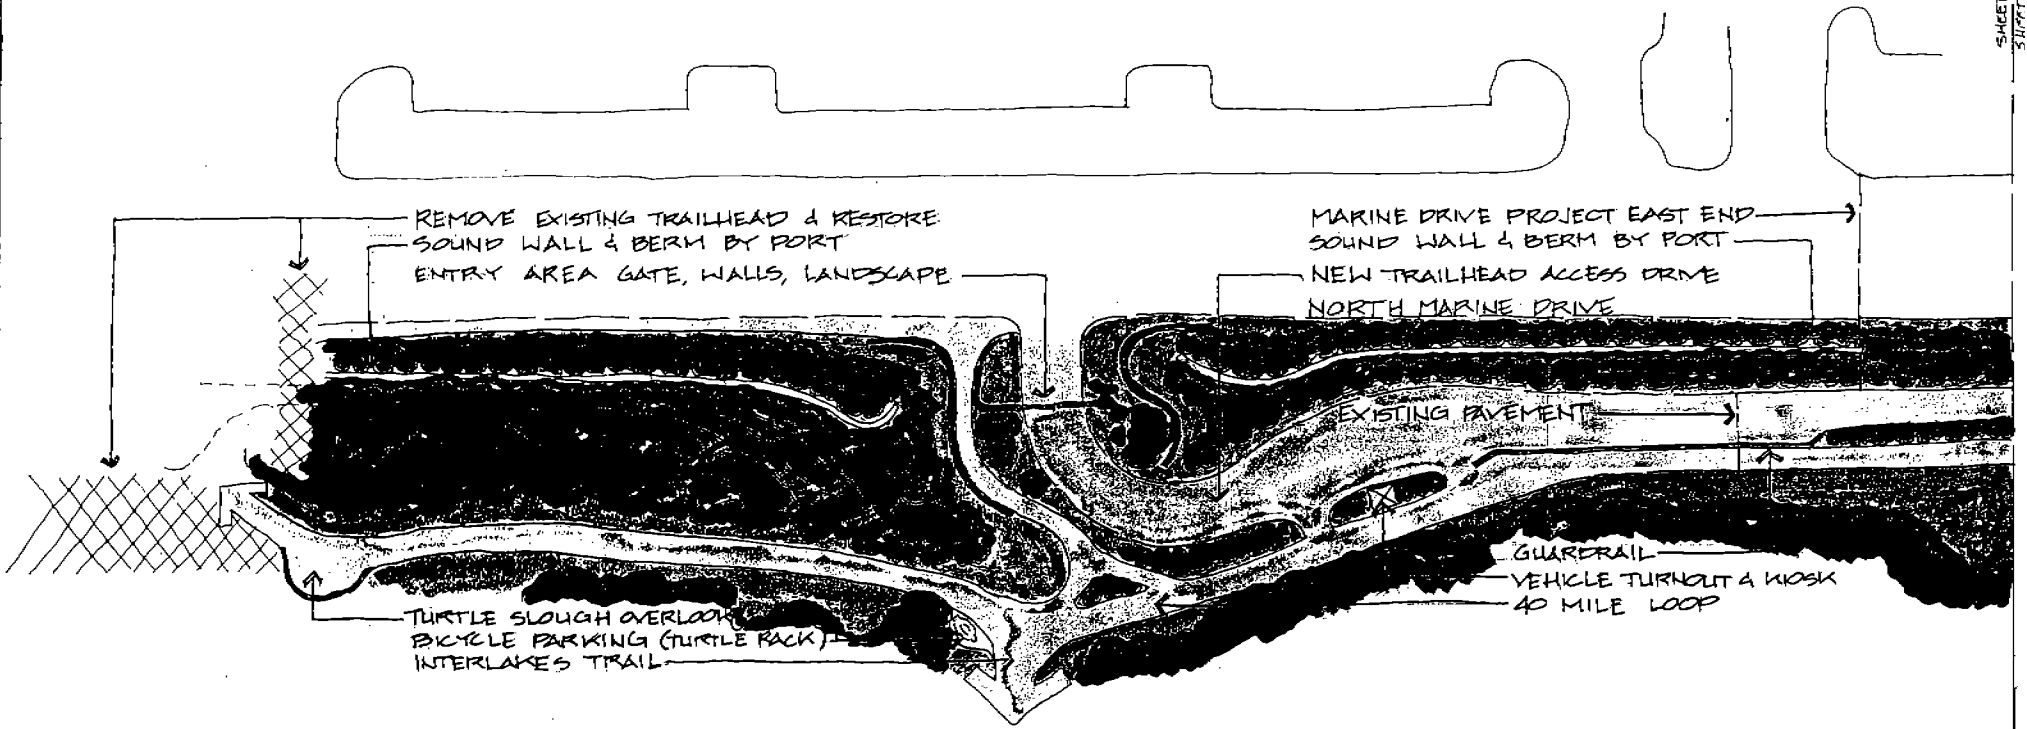 SHEET
SHEET
REMOVE EXISTING TRAILHEAD & RESTORE
SOUND WALL & BERM BY PORT
ENTRY AREA GATE, WALLS, LANDSCAPE
MARINE DRIVE PROJECT EAST END
SOUND WALL & BERM BY PORT
NEW TRAILHEAD ACCESS DRIVE
NORTH MARINE DRIVE
EXISTING PAVEMENT
GUARDRAIL
VEHICLE TURNOUT & KIOSK
40 MILE LOOP
TURTLE SLOUGH OVERLOOK
BICYCLE PARKING (TURTLE RACK)
INTERLAKES TRAIL